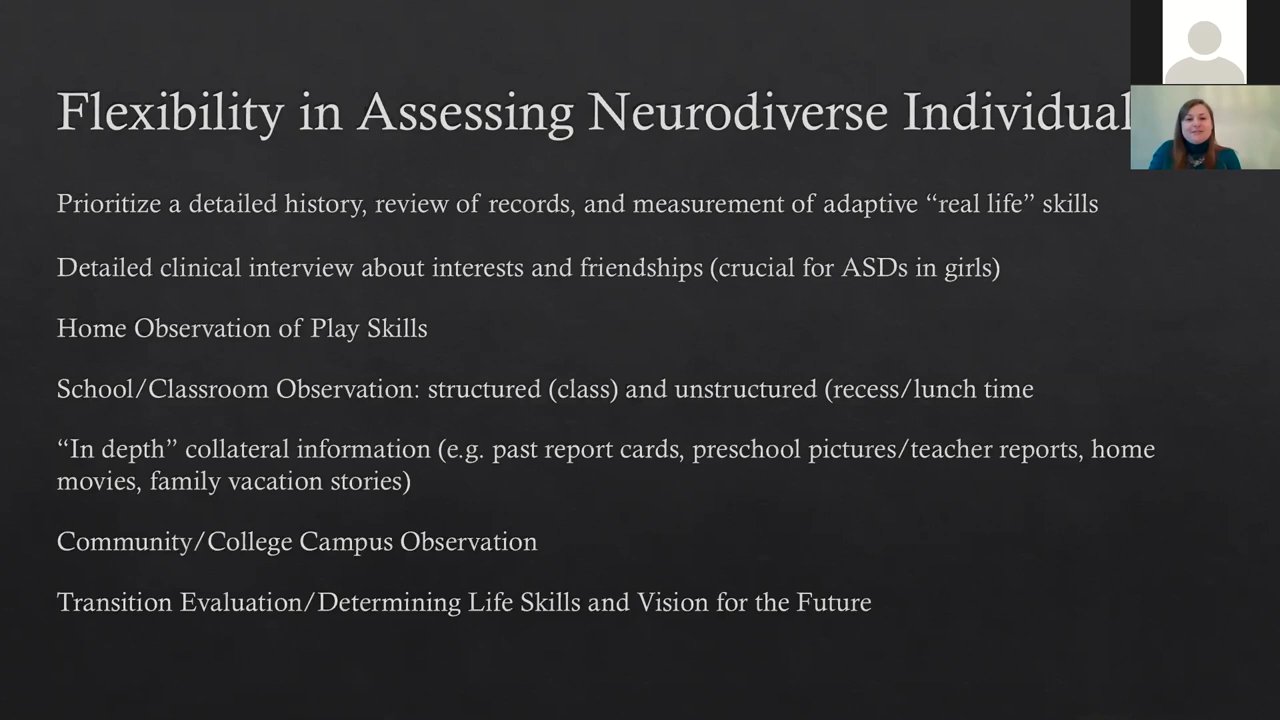 Flexibility in Assessing Neurodiverse Individual
Prioritize a detailed history, review of records, and measurement of adaptive “real life” skills
Detailed clinical interview about interests and friendships (crucial for ASDs in girls)
Home Observation of Play Skills
School/Classroom Observation: structured (class) and unstructured (recess/lunch time
“In depth” collateral information (e.g. past report cards, preschool pictures/teacher reports, home
movies, family vacation stories)
Community/College Campus Observation
Transition Evaluation/Determining Life Skills and Vision for the Future